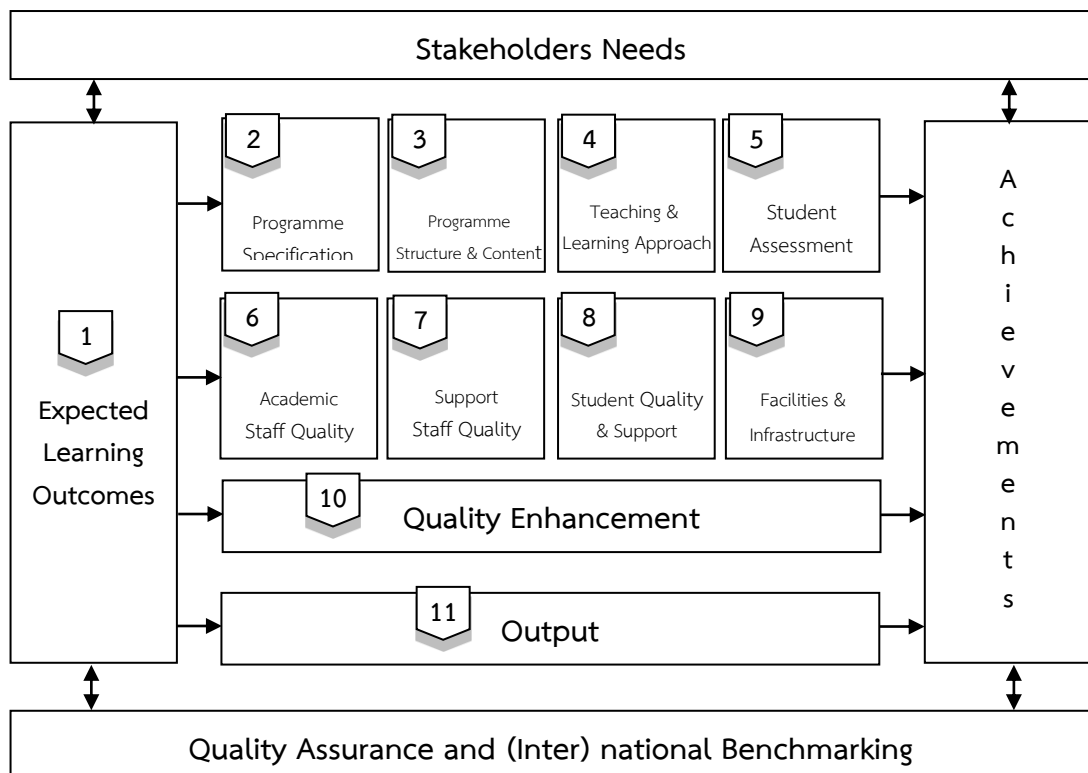 Stakeholders Needs
2
Programme
Specification
3
Programme
Structure & Content
4
Teaching &
Learning Approach
5
Student
Assessment
1
Expected
Learning
Outcomes
6
Academic
Staff Quality
7
Support
Staff Quality
8
Student Quality
& Support
9
Facilities &
Infrastructure
10
Quality Enhancement
11
Output
Achievements
Quality Assurance and (Inter) national Benchmarking